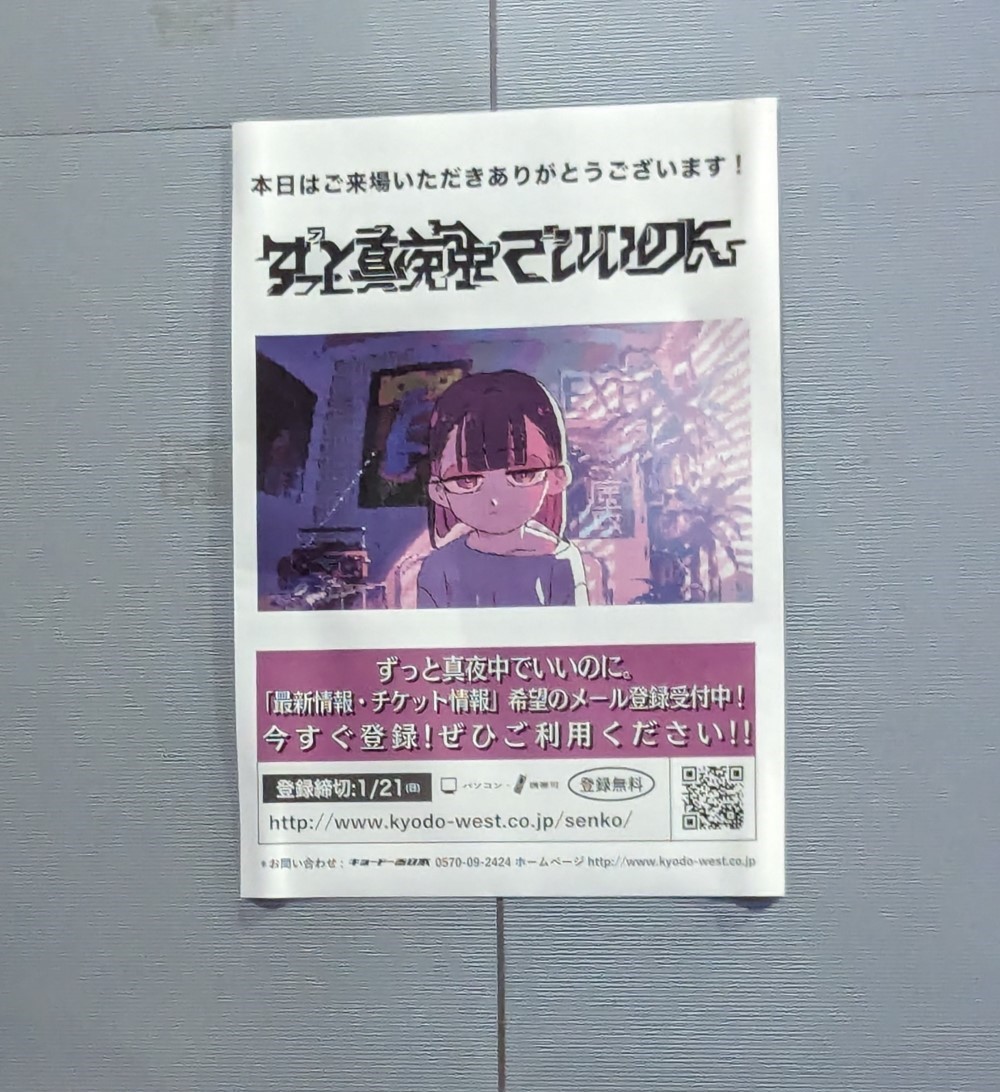 本日はご来場いただきありがとうございます！
ずっと真夜中でいいのに。
ずっと真夜中でいいのに。
「最新情報・チケット情報」希望のメール登録受付中！
今すぐ登録！ぜひご利用ください！！
登録締切:1/21(日) パソコン・携帯可 登録無料
http://www.kyodo-west.co.jp/senko/
*お問い合わせ：キョードー西日本 0570-09-2424 ホームページ http://www.kyodo-west.co.jp